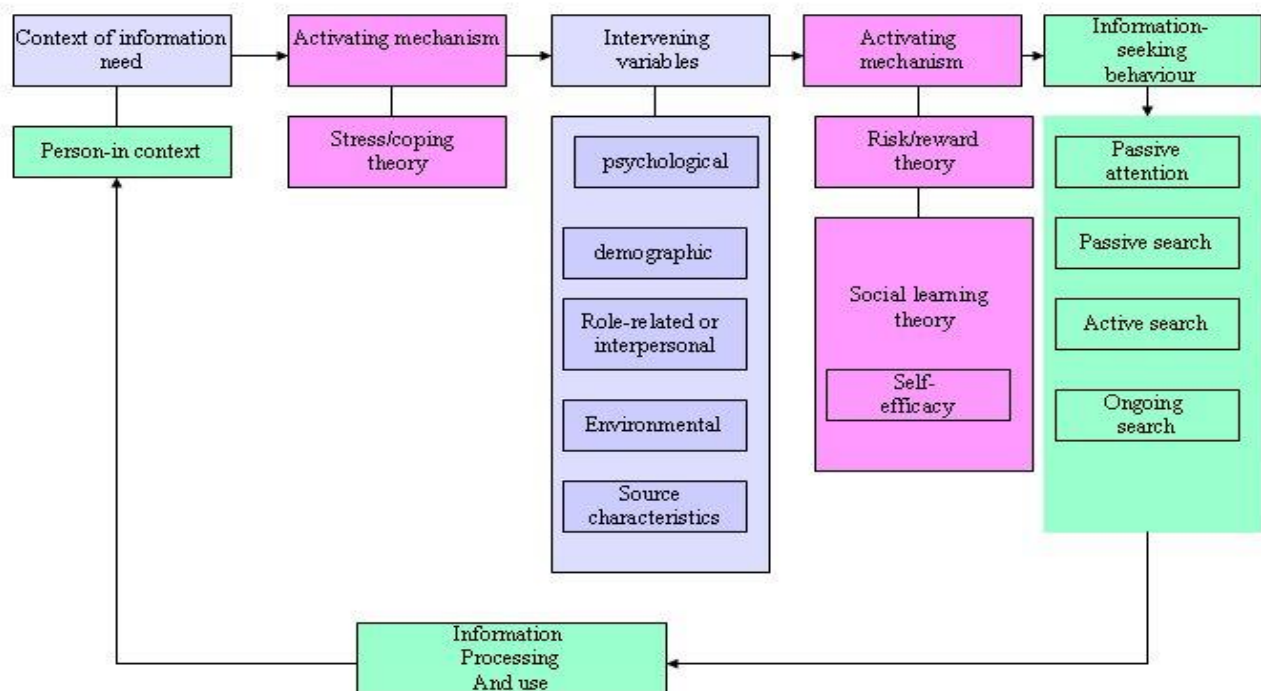 Context of information
need
Activating mechanism
Intervening
variables
Activating
mechanism
Information-
seeking
behaviour
Person-in context
Stress/coping
theory
psychological
demographic
Role-related or
interpersonal
Environmental
Source
characteristics
Risk/reward
theory
Social learning
theory
Self-
efficacy
Passive
attention
Passive search
Active search
Ongoing
search
Information
Processing
And use